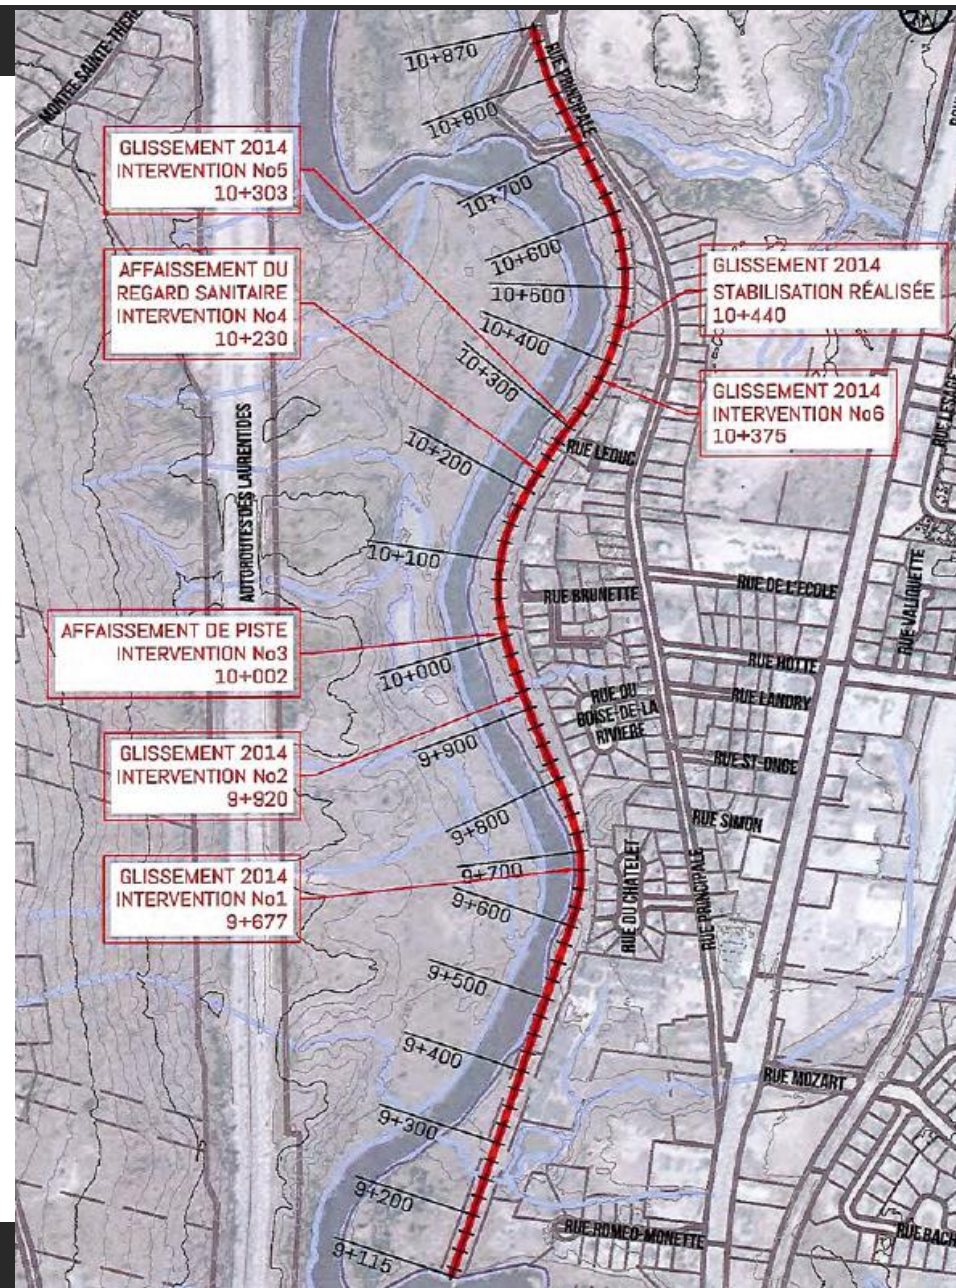 MONTÉE SAINTE-THÉRÈ
RUE PRINCIPALE
10+870
10+800
10+700
10+600
10+500
10+400
10+300
10+200
10+100
10+000
9+900
9+800
9+700
9+600
9+500
9+400
9+300
9+200
9+115
GLISSEMENT 2014
INTERVENTION No5
10+303
AFFAISSEMENT DU
REGARD SANITAIRE
INTERVENTION No4
10+230
AFFAISSEMENT DE PISTE
INTERVENTION No3
10+002
GLISSEMENT 2014
INTERVENTION No2
9+920
GLISSEMENT 2014
INTERVENTION No1
9+677
GLISSEMENT 2014
STABILISATION RÉALISÉE
10+440
GLISSEMENT 2014
INTERVENTION No6
10+375
AUTOROUTES DES LAURENTIDES
RUE LEDUC
RUE BRUNETTE
RUE DE L'ECOLE
RUE VALIQUETTE
RUE HOTTE
RUE LANDRY
RUE DU
BOISE-DE-LA
RIVIERE
RUE ST-ONGE
RUE SIMON
RUE DU CHATELET
RUE PRINCIPALE
RUE MOZART
RUE ROMEO-MONETTE
RUE BACH